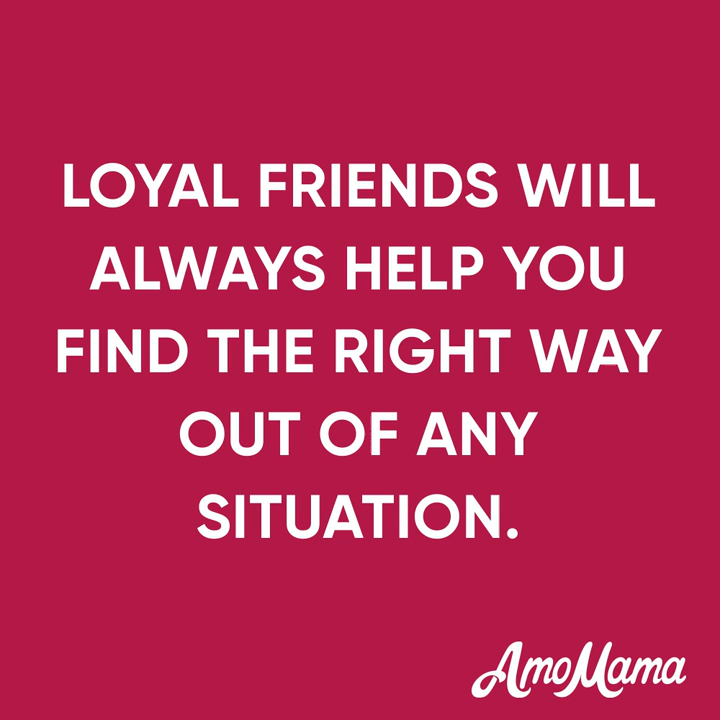 LOYAL FRIENDS WILL
ALWAYS HELP YOU
FIND THE RIGHT WAY
OUT OF ANY
SITUATION.
AmoMama